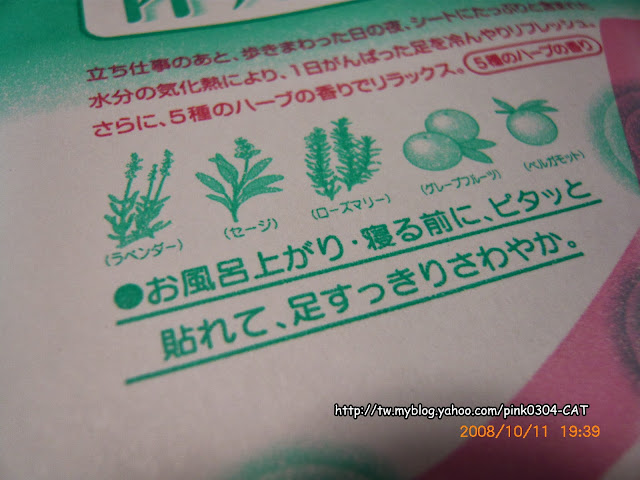 立ち仕事のあと、歩きまわった日の夜、シートにたっぷりと含まれた
水分の気化熱により、1日がんばった足を冷んやりリフレッシュ。
さらに、5種のハーブの香りでリラックス。 5種のハーブの香り
(ラベンダー) (セージ) (ローズマリー) (グレープフルーツ) (ベルガモット)
●お風呂上がり・寝る前に、ピタッと
貼れて、足すっきりさわやか。
http://tw.myblog.yahoo.com/pink0304-CAT
2008/10/11 19:39